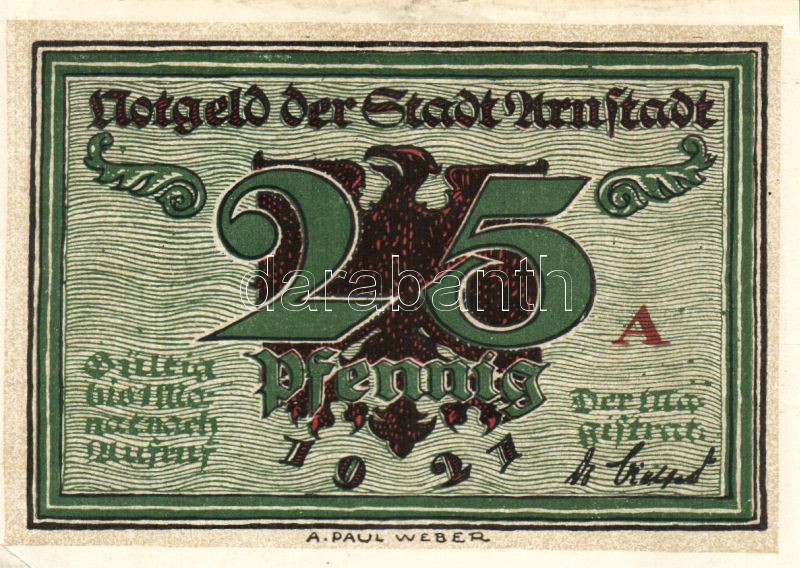 Notgeld der Stadt Arnstadt
25
Pfennig
1921
A
Gültig
bis 1 Mo
nat nach
Aufruf
Der Ma
gistrat.
A. PAUL WEBER
darabanth